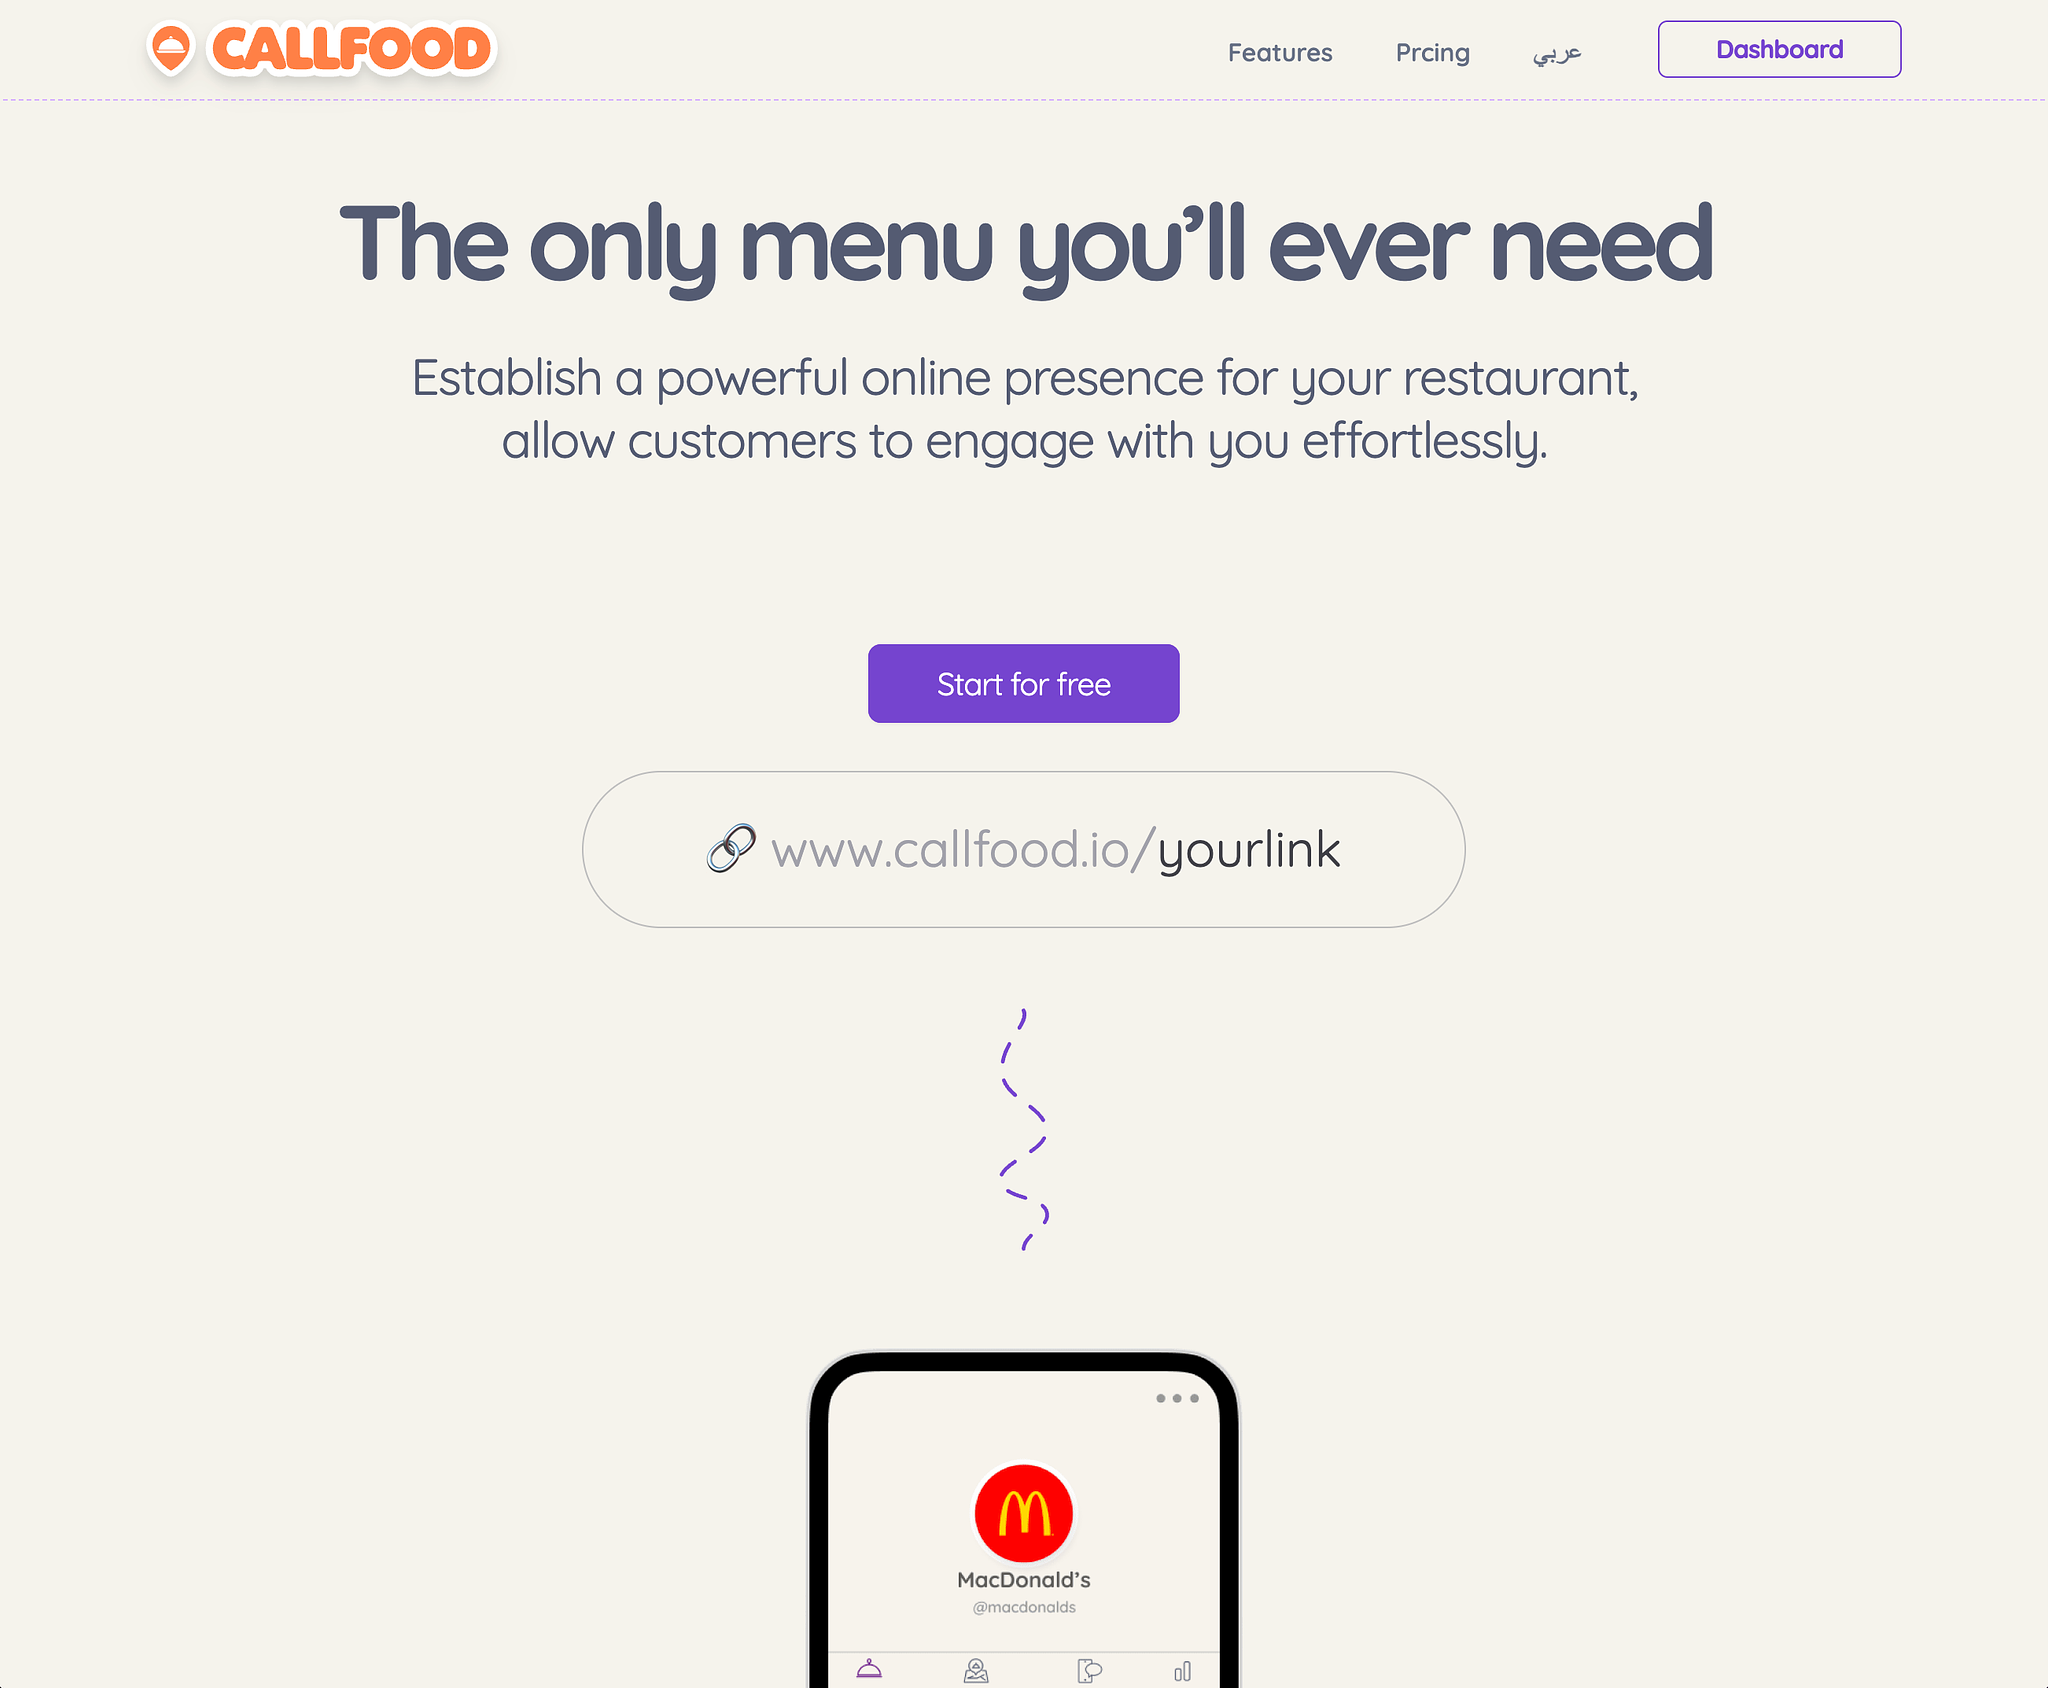 CALLFOOD
Features
Prcing
عربي
Dashboard
The only menu you’ll ever need
Establish a powerful online presence for your restaurant,
allow customers to engage with you effortlessly.
Start for free
www.callfood.io/yourlink
MacDonald’s
@macdonalds